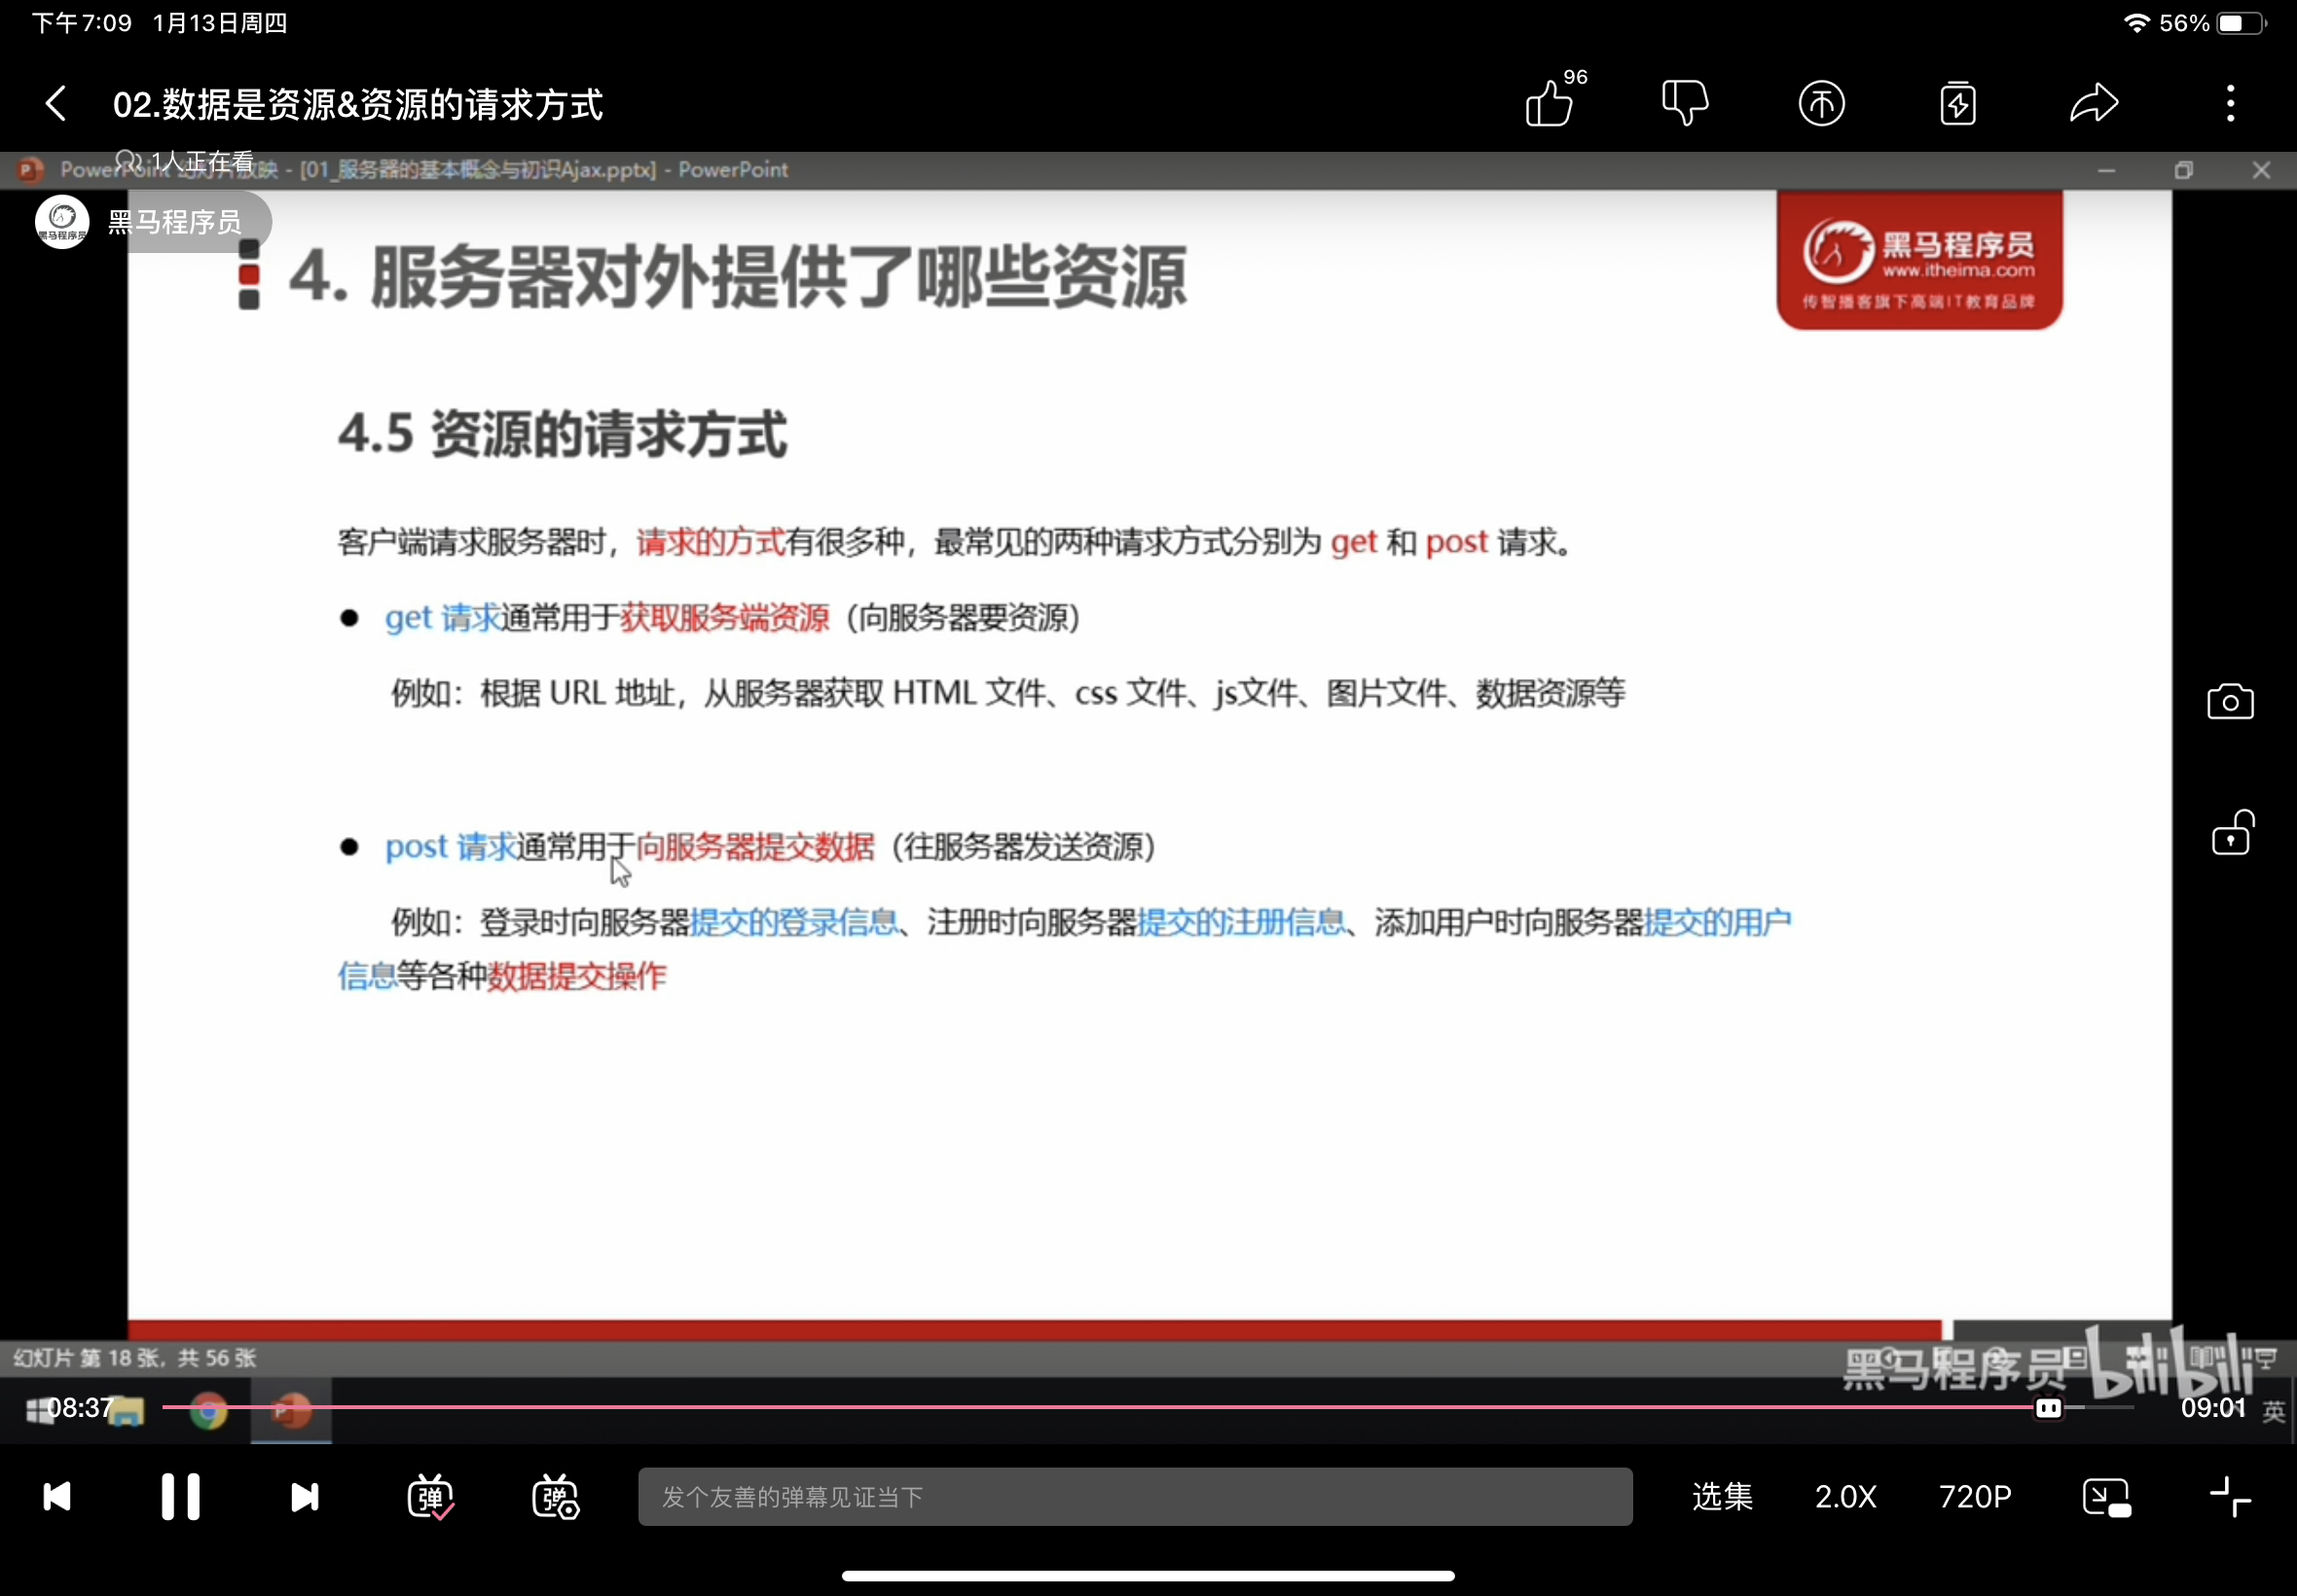 下午7:09 1月13日周四
56%
02.数据是资源&资源的请求方式
96
1人正在看
PowerPoint 幻灯片放映 - [01_服务器的基本概念与初识Ajax.pptx] - PowerPoint
黑马程序员
黑马程序员
4. 服务器对外提供了哪些资源
黑马程序员
www.itheima.com
传智播客旗下高端IT教育品牌
4.5 资源的请求方式
客户端请求服务器时，请求的方式有很多种，最常见的两种请求方式分别为 get 和 post 请求。
● get 请求通常用于获取服务端资源（向服务器要资源）
例如：根据 URL 地址，从服务器获取 HTML 文件、css 文件、js文件、图片文件、数据资源等
● post 请求通常用于向服务器提交数据（往服务器发送资源）
例如：登录时向服务器提交的登录信息、注册时向服务器提交的注册信息、添加用户时向服务器提交的用户
信息等各种数据提交操作
幻灯片 第 18 张，共 56 张
黑马程序员 bilibili
08:37
09:01
英
弹
弹
发个友善的弹幕见证当下
选集
2.0X
720P